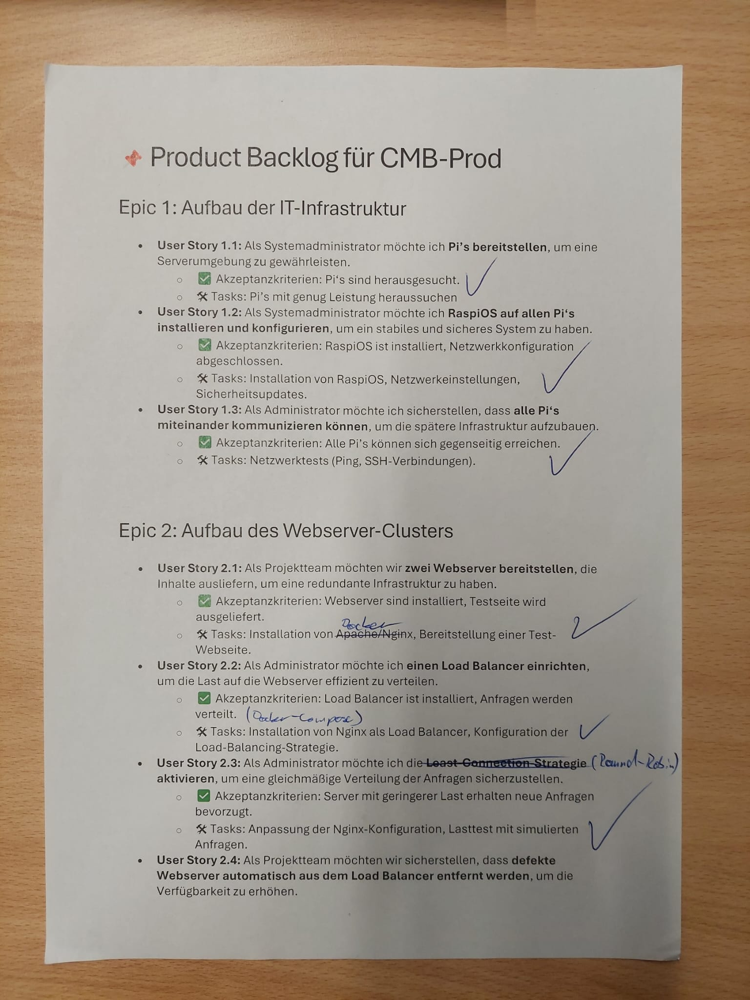 Product Backlog für CMB-Prod
Epic 1: Aufbau der IT-Infrastruktur
• User Story 1.1: Als Systemadministrator möchte ich Pi's bereitstellen, um eine
Serverumgebung zu gewährleisten.
○ ✅ Akzeptanzkriterien: Pi‘s sind herausgesucht. ✓
○ 🛠 Tasks: Pi’s mit genug Leistung heraussuchen
• User Story 1.2: Als Systemadministrator möchte ich RaspiOS auf allen Pi‘s
installieren und konfigurieren, um ein stabiles und sicheres System zu haben.
○ ✅ Akzeptanzkriterien: RaspiOS ist installiert, Netzwerkkonfiguration
abgeschlossen.
○ 🛠 Tasks: Installation von RaspiOS, Netzwerkeinstellungen, ✓
Sicherheitsupdates.
• User Story 1.3: Als Administrator möchte ich sicherstellen, dass alle Pi‘s
miteinander kommunizieren können, um die spätere Infrastruktur aufzubauen.
○ ✅ Akzeptanzkriterien: Alle Pi’s können sich gegenseitig erreichen.
○ 🛠 Tasks: Netzwerktests (Ping, SSH-Verbindungen). ✓
Epic 2: Aufbau des Webserver-Clusters
• User Story 2.1: Als Projektteam möchten wir zwei Webserver bereitstellen, die
Inhalte ausliefern, um eine redundante Infrastruktur zu haben.
○ ✅ Akzeptanzkriterien: Webserver sind installiert, Testseite wird
ausgeliefert.
Docker
○ 🛠 Tasks: Installation von Apache/Nginx, Bereitstellung einer Test- ✓
Webseite.
• User Story 2.2: Als Administrator möchte ich einen Load Balancer einrichten,
um die Last auf die Webserver effizient zu verteilen.
○ ✅ Akzeptanzkriterien: Load Balancer ist installiert, Anfragen werden
verteilt. (Docker-Compose)
○ 🛠 Tasks: Installation von Nginx als Load Balancer, Konfiguration der ✓
Load-Balancing-Strategie.
• User Story 2.3: Als Administrator möchte ich die Least-Connection-Strategie (Round-Robin)
aktivieren, um eine gleichmäßige Verteilung der Anfragen sicherzustellen.
○ ✅ Akzeptanzkriterien: Server mit geringerer Last erhalten neue Anfragen
bevorzugt.
○ 🛠 Tasks: Anpassung der Nginx-Konfiguration, Lasttest mit simulierten ✓
Anfragen.
• User Story 2.4: Als Projektteam möchten wir sicherstellen, dass defekte
Webserver automatisch aus dem Load Balancer entfernt werden, um die
Verfügbarkeit zu erhöhen.